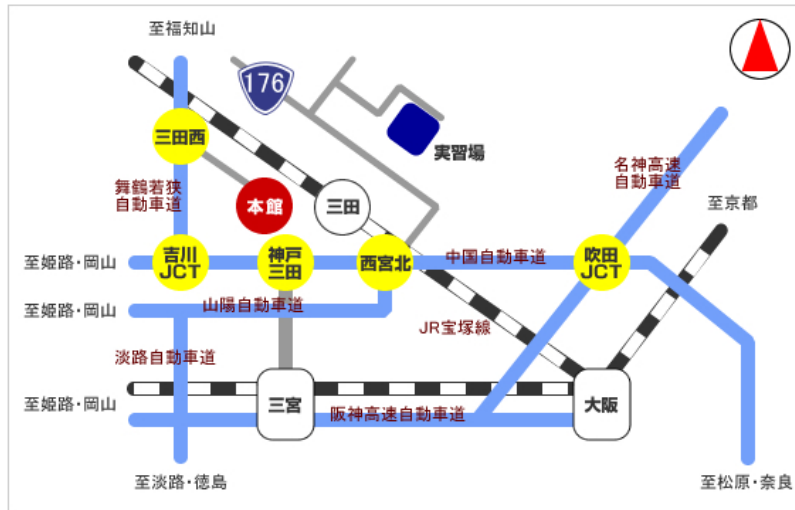 至福知山
176
三田西
実習場
名神高速
自動車道
舞鶴若狭
自動車道
本館
三田
至京都
至姫路・岡山
吉川
JCT
神戸
三田
西宮北
中国自動車道
吹田
JCT
至姫路・岡山
山陽自動車道
JR宝塚線
淡路自動車道
至姫路・岡山
三宮
阪神高速自動車道
大阪
至淡路・徳島
至松原・奈良